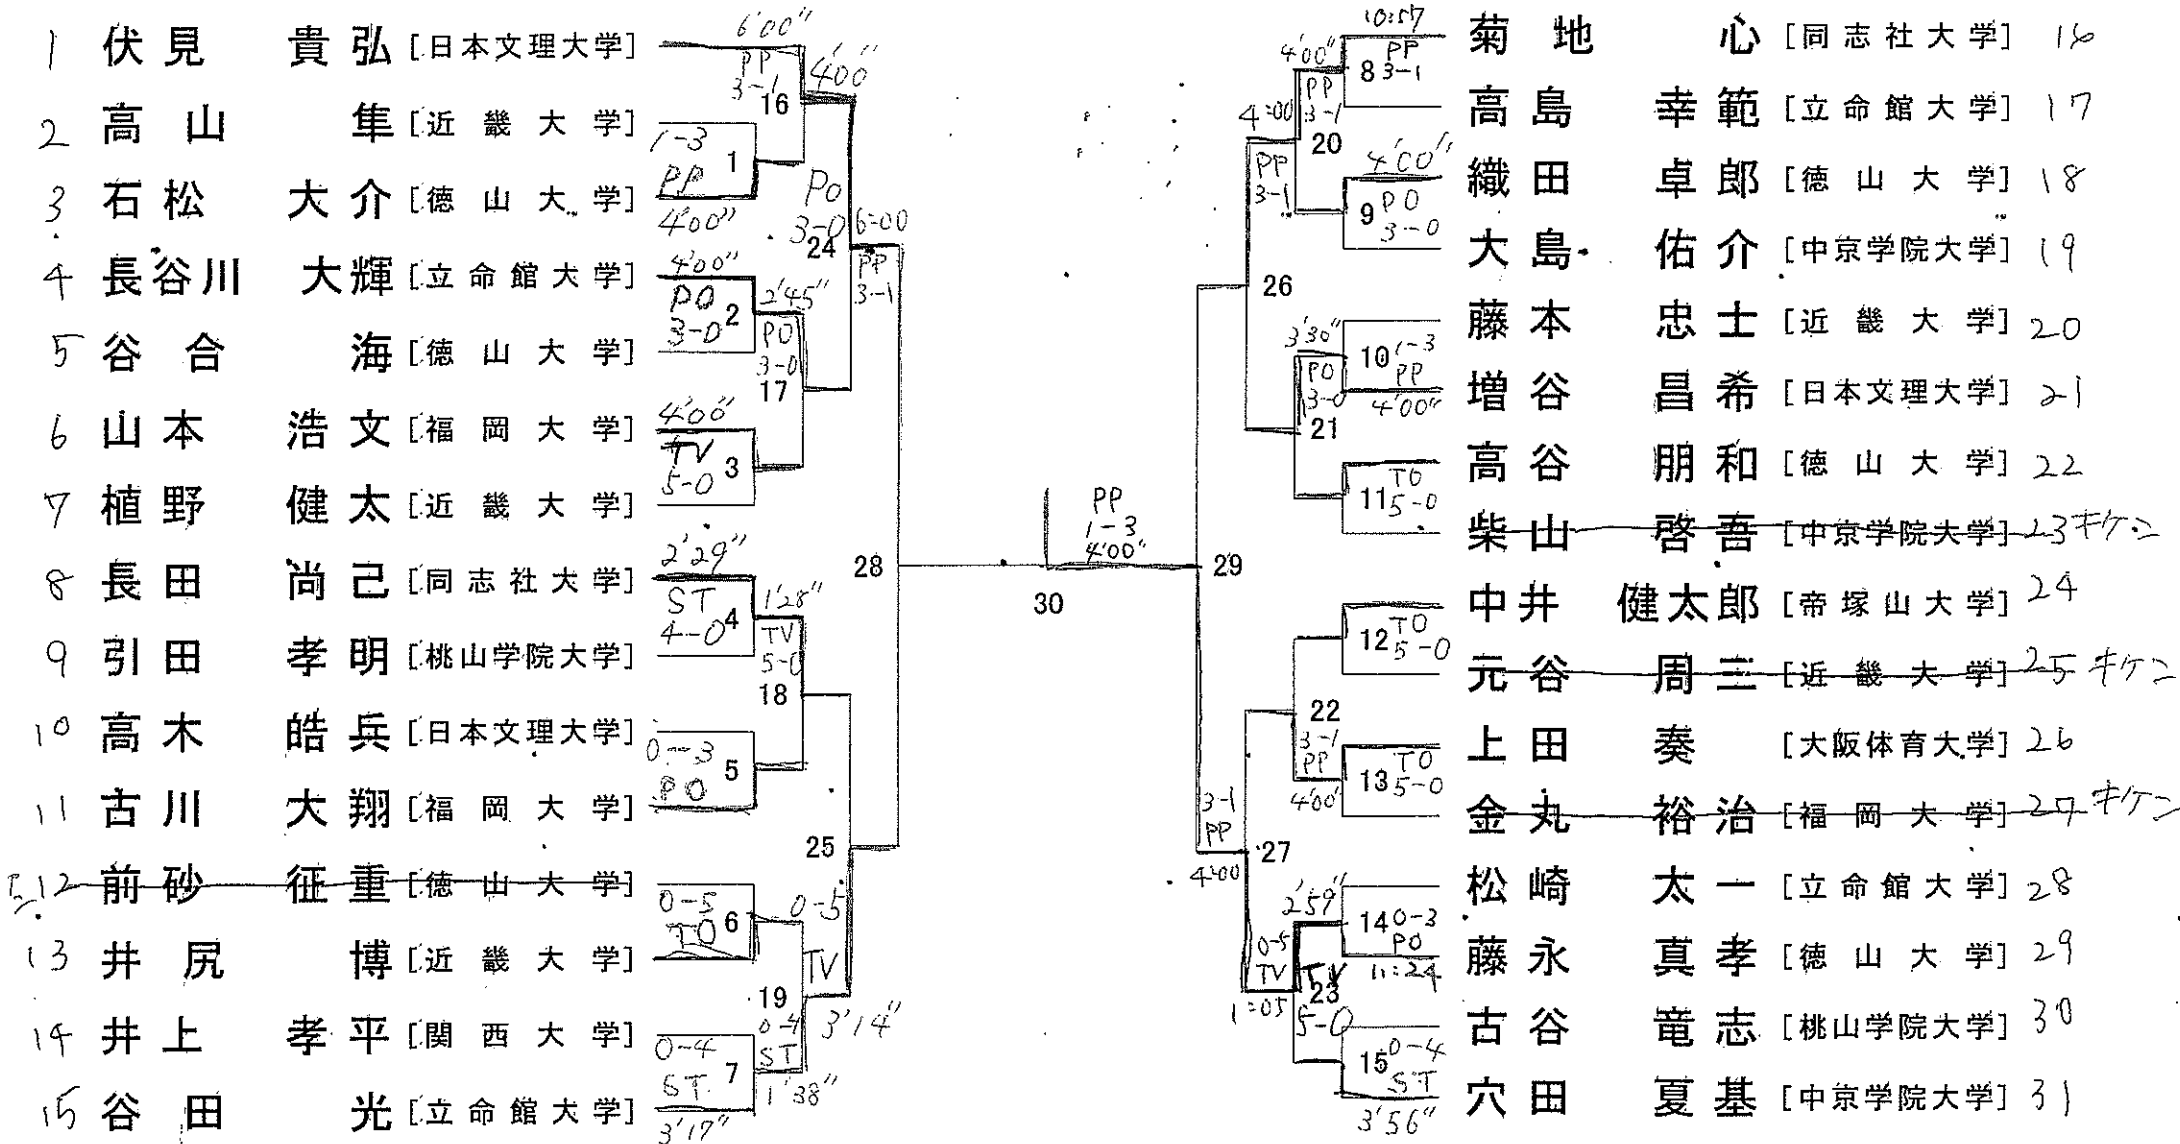 1 伏見 貴弘 [日本文理大学]
2 高山 隼 [近畿大学]
3 石松 大介 [徳山大学]
4 長谷川 大輝 [立命館大学]
5 谷合 海 [徳山大学]
6 山本 浩文 [福岡大学]
7 植野 健太 [近畿大学]
8 長田 尚己 [同志社大学]
9 引田 孝明 [桃山学院大学]
10 高木 皓兵 [日本文理大学]
11 古川 大翔 [福岡大学]
12 前砂 征重 [徳山大学]
13 井尻 博 [近畿大学]
14 井上 孝平 [関西大学]
15 谷田 光 [立命館大学]
6'00"
PP
3-1
16
4'00"
1-3
PP
1
4'00"
PO
3-0
24
4'00"
PO
3-0
2
2'45"
PO
3-0
17
4'00"
TV
5-0
3
6=00
PP
3-1
2'29"
ST
4-0
4
1'28"
TV
5-0
18
0-3
PO
5
25
0-5
TO
6
0-5
TV
3'14"
19
0-4
ST
1'38"
0-4
ST
7
3'17"
28
PP
1-3
4'00"
30
29
菊地 心 [同志社大学] 16
高島 幸範 [立命館大学] 17
織田 卓郎 [徳山大学] 18
大島 佑介 [中京学院大学] 19
藤本 忠士 [近畿大学] 20
増谷 昌希 [日本文理大学] 21
高谷 朋和 [徳山大学] 22
柴山 啓吾 [中京学院大学] 23 キケン
中井 健太郎 [帝塚山大学] 24
元谷 周三 [近畿大学] 25 キケン
上田 奏 [大阪体育大学] 26
金丸 裕治 [福岡大学] 27 キケン
松崎 太一 [立命館大学] 28
藤永 真孝 [徳山大学] 29
古谷 竜志 [桃山学院大学] 30
穴田 夏基 [中京学院大学] 31
10:57
PP
8 3-1
4'00"
PP
3-1
20
4=00
PP
3-1
4'00"
9 PO
3-0
26
3'30"
PO
3-0
21
10 1-3
PP
4'00"
11 TO
5-0
12 TO
5-0
22
3-1
PP
4'00"
13 TO
5-0
3-1
PP
4=00
27
2'59"
14 0-3
PO
11:24
0-5
TV
1=05
TV
23
5-0
15 0-4
ST
3'56"